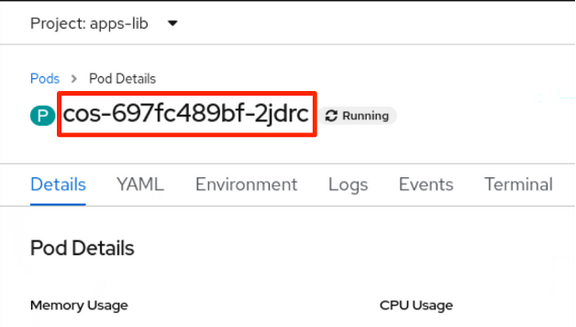 Project: apps-lib
Pods > Pod Details
P cos-697fc489bf-2jdrc Running
Details YAML Environment Logs Events Terminal
Pod Details
Memory Usage CPU Usage